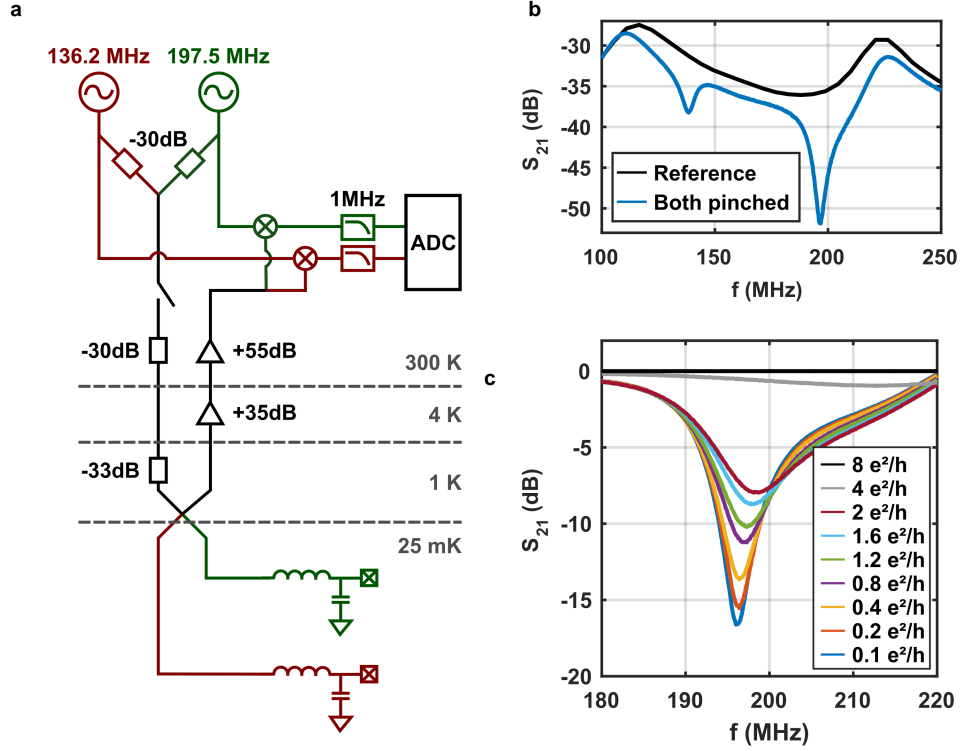 a
136.2 MHz
197.5 MHz
-30dB
1MHz
ADC
-30dB
+55dB
300 K
+35dB
4 K
-33dB
1 K
25 mK
b
S21 (dB)
-30
-35
-40
-45
-50
Reference
Both pinched
100
150
200
250
f (MHz)
c
S21 (dB)
0
-5
-10
-15
-20
8 e²/h
4 e²/h
2 e²/h
1.6 e²/h
1.2 e²/h
0.8 e²/h
0.4 e²/h
0.2 e²/h
0.1 e²/h
180
190
200
210
220
f (MHz)